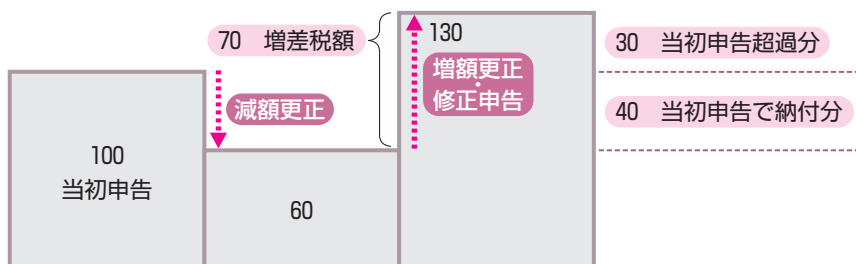 70 増差税額
130
30 当初申告超過分
増額更正
・
修正申告
減額更正
40 当初申告で納付分
100
当初申告
60